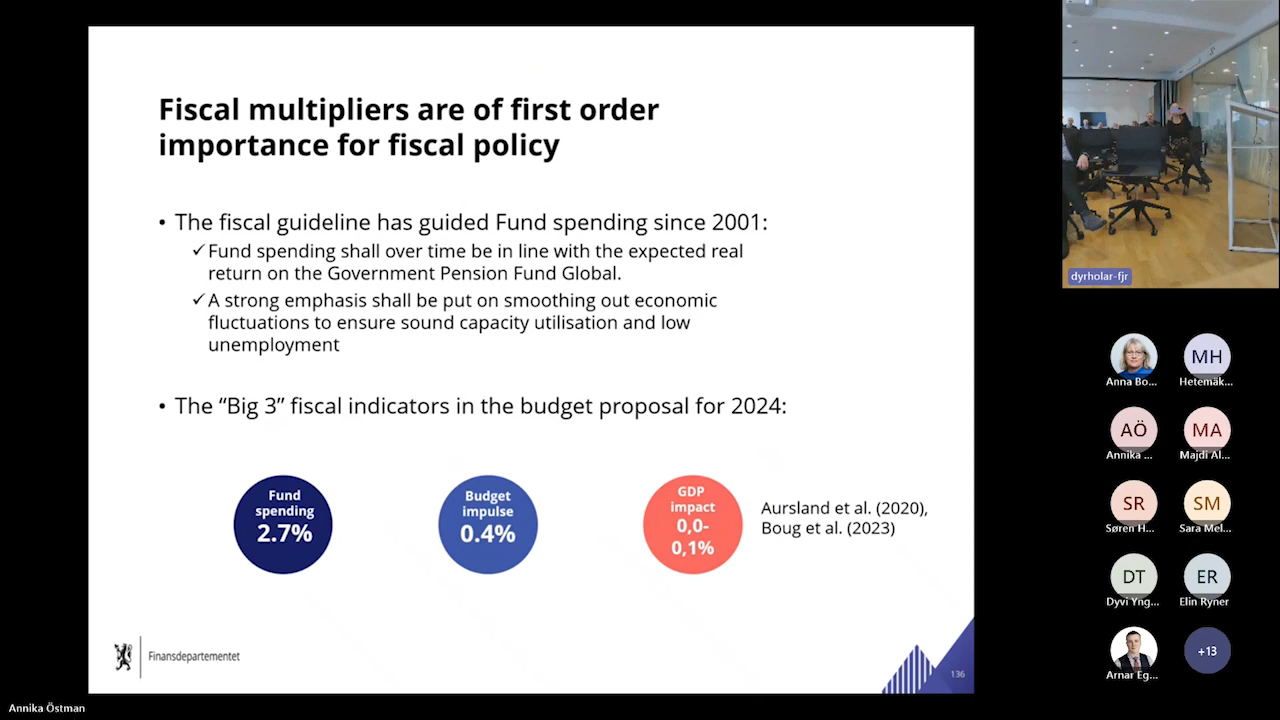 Fiscal multipliers are of first order
importance for fiscal policy
• The fiscal guideline has guided Fund spending since 2001:
✓Fund spending shall over time be in line with the expected real
return on the Government Pension Fund Global.
✓A strong emphasis shall be put on smoothing out economic
fluctuations to ensure sound capacity utilisation and low
unemployment
• The “Big 3” fiscal indicators in the budget proposal for 2024:
Fund
spending
2.7%
Budget
impulse
0.4%
GDP
impact
0,0-
0,1%
Aursland et al. (2020),
Boug et al. (2023)
Finansdepartementet
136
Annika Östman
dyrholar-fjr
Anna Bo...
MH
Hetemäk...
AÖ
Annika ...
MA
Majdi Al...
SR
Søren H...
SM
Sara Mel...
DT
Dyvi Yng...
ER
Elin Ryner
Arnar Eg...
+13